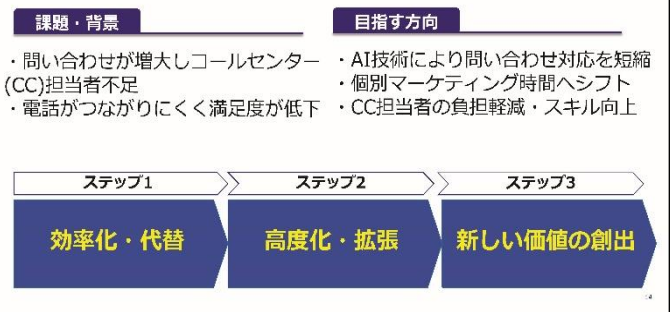 課題・背景
・問い合わせが増大しコールセンター
(CC)担当者不足
・電話がつながりにくく満足度が低下
目指す方向
・AI技術により問い合わせ対応を短縮
・個別マーケティング時間へシフト
・CC担当者の負担軽減・スキル向上
ステップ1
ステップ2
ステップ3
効率化・代替
高度化・拡張
新しい価値の創出
14